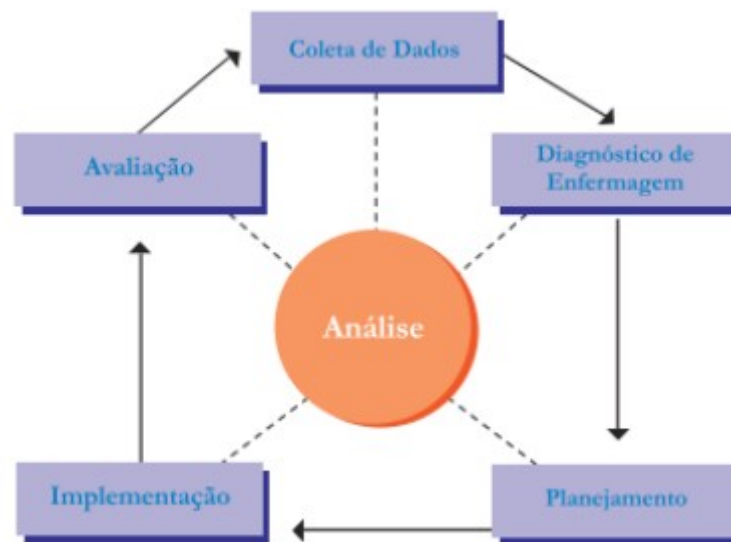 Coleta de Dados
Avaliação
Diagnóstico de
Enfermagem
Análise
Implementação
Planejamento